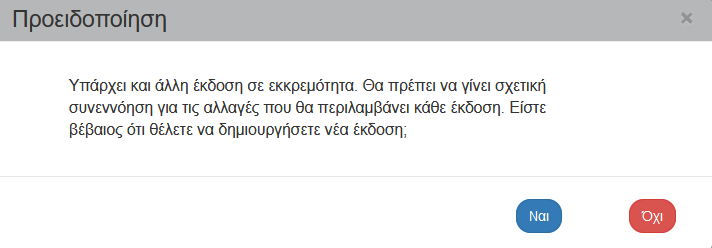 Προειδοποίηση
×
Υπάρχει και άλλη έκδοση σε εκκρεμότητα. Θα πρέπει να γίνει σχετική
συνεννόηση για τις αλλαγές που θα περιλαμβάνει κάθε έκδοση. Είστε
βέβαιος ότι θέλετε να δημιουργήσετε νέα έκδοση;
Ναι
Όχι